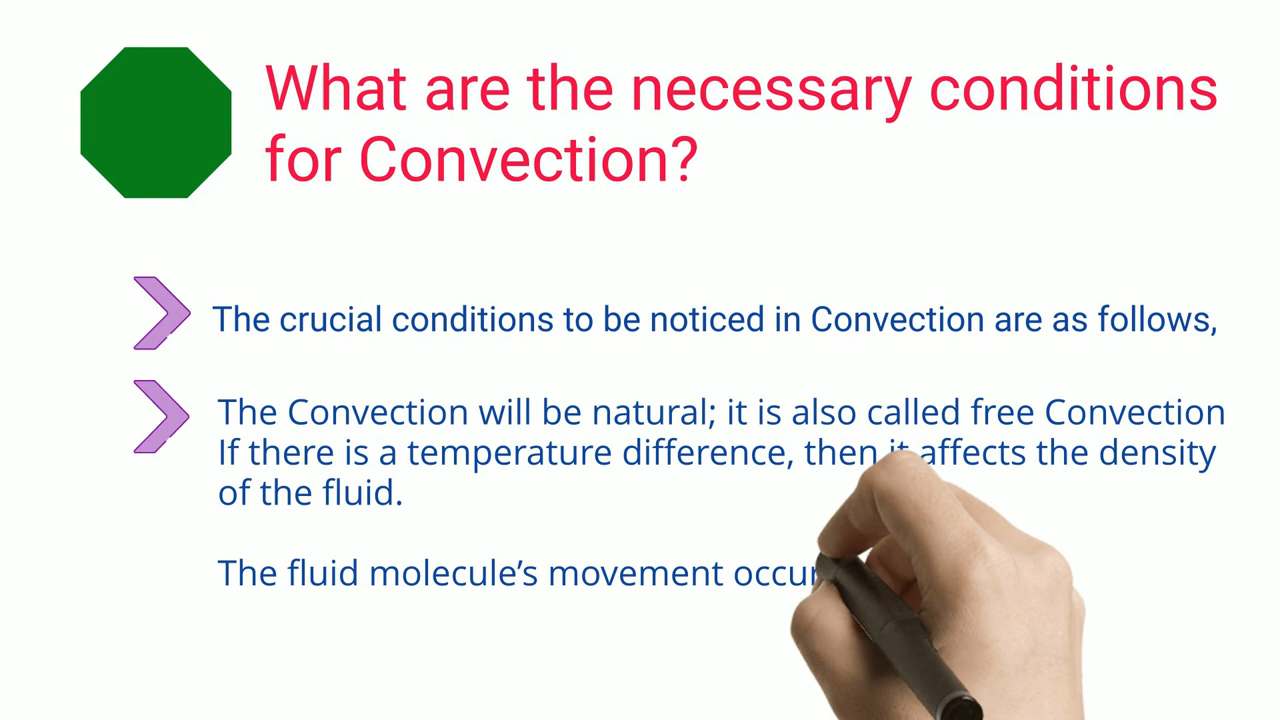 What are the necessary conditions
for Convection?
The crucial conditions to be noticed in Convection are as follows,
The Convection will be natural; it is also called free Convection
If there is a temperature difference, then it affects the density
of the fluid.
The fluid molecule’s movement occur